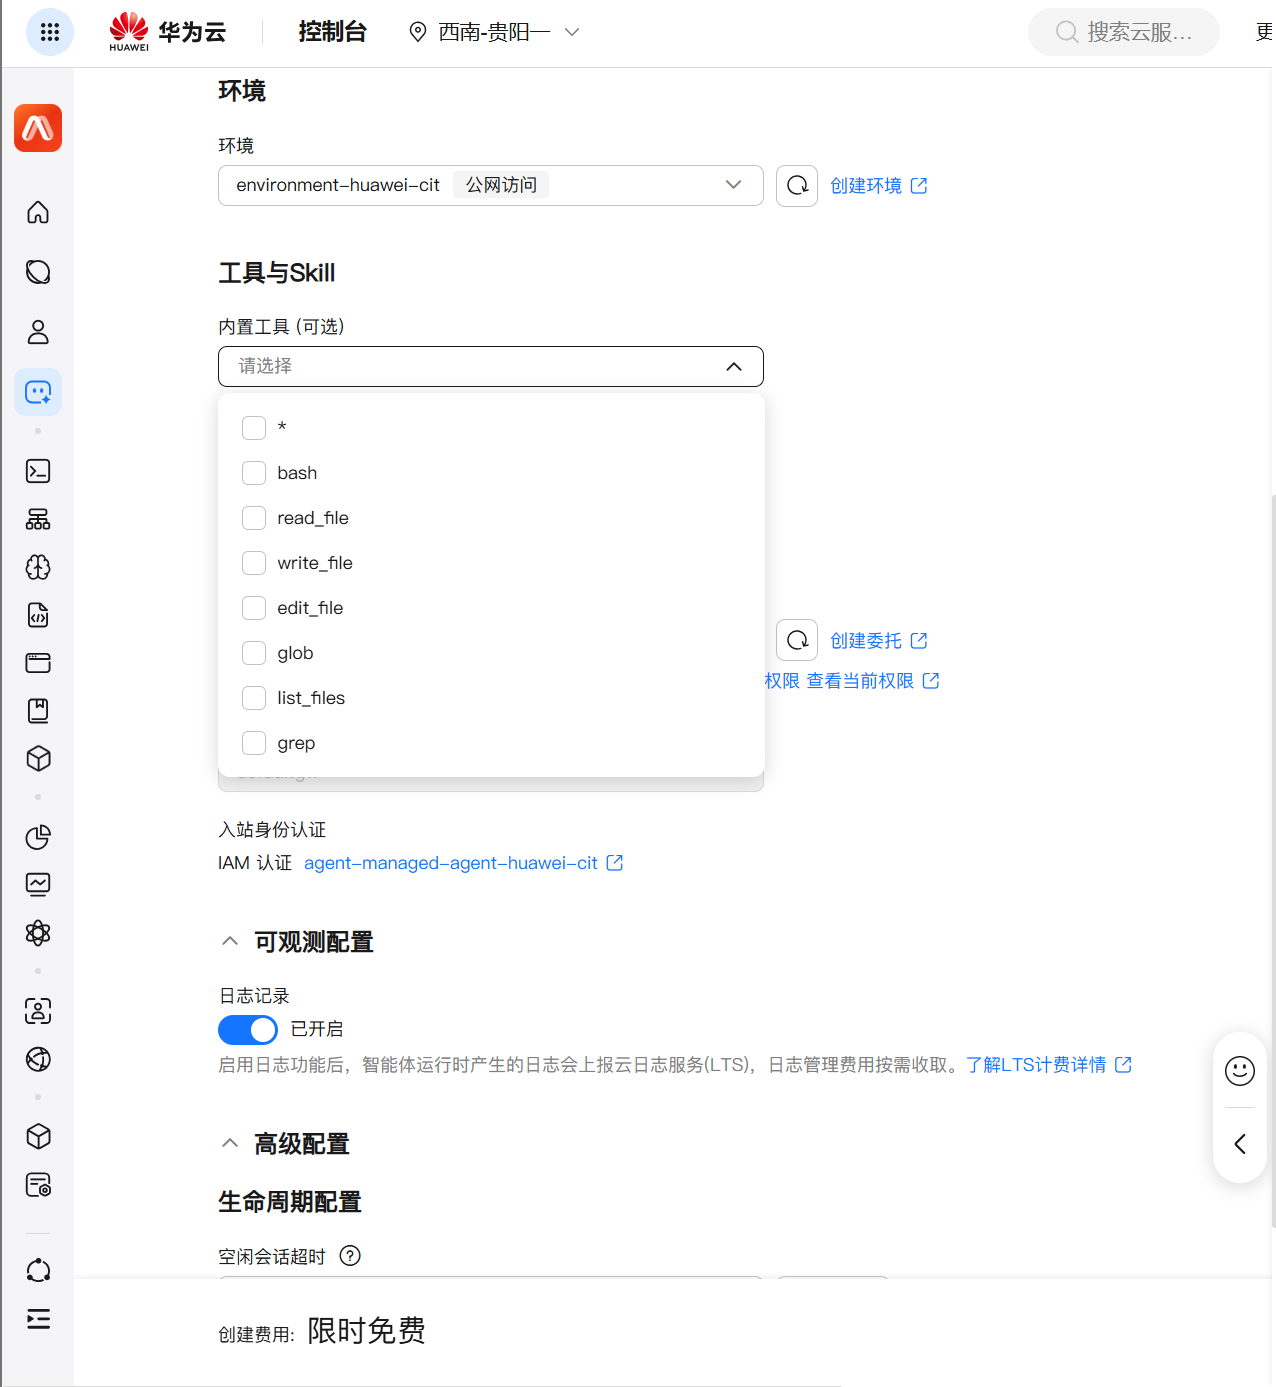 HUAWEI
华为云
控制台
西南-贵阳一
搜索云服...
环境
环境
environment-huawei-cit 公网访问
创建环境
工具与Skill
内置工具 (可选)
请选择
*
bash
read_file
write_file
edit_file
glob
list_files
grep
创建委托
权限 查看当前权限
入站身份认证
IAM 认证 agent-managed-agent-huawei-cit
可观测配置
日志记录
已开启
启用日志功能后，智能体运行时产生的日志会上报云日志服务(LTS)，日志管理费用按需收取。了解LTS计费详情
高级配置
生命周期配置
空闲会话超时
创建费用: 限时免费